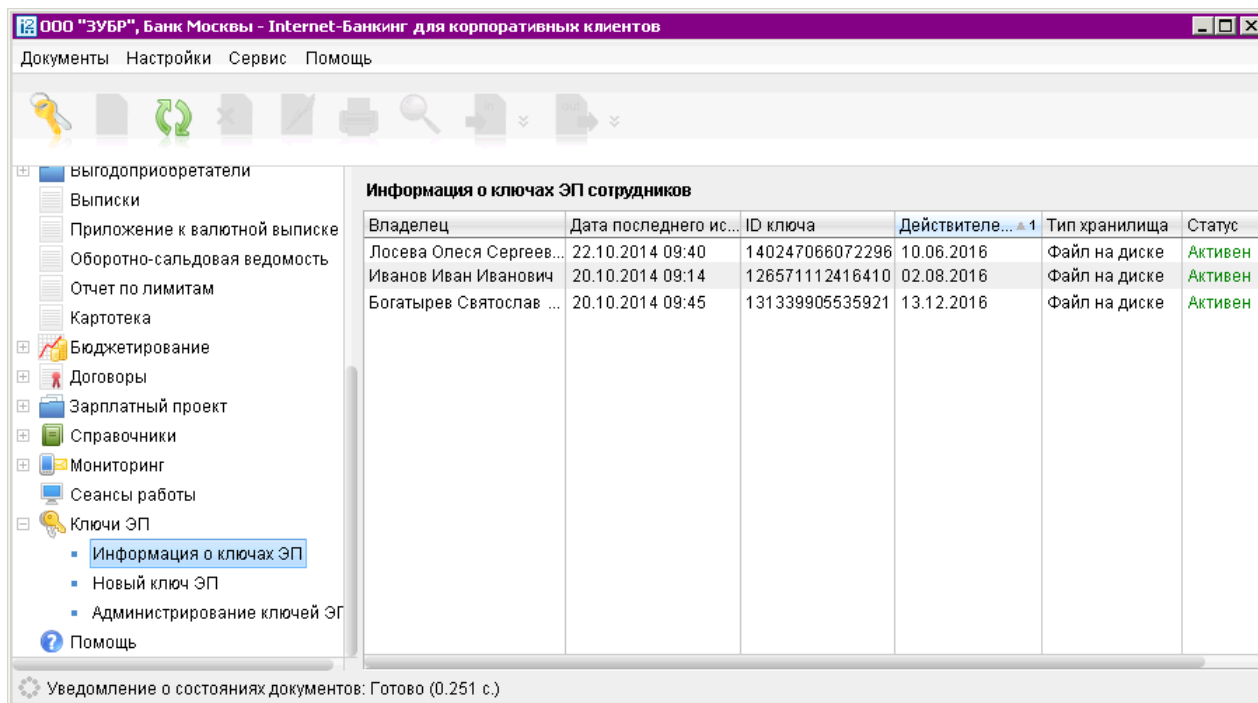 ООО "ЗУБР", Банк Москвы - Internet-Банкинг для корпоративных клиентов
Документы Настройки Сервис Помощь
in out
Выгодоприобретатели
Выписки
Приложение к валютной выписке
Оборотно-сальдовая ведомость
Отчет по лимитам
Картотека
Бюджетирование
Договоры
Зарплатный проект
Справочники
Мониторинг
Сеансы работы
Ключи ЭП
Информация о ключах ЭП
Новый ключ ЭП
Администрирование ключей ЭП
Помощь
Информация о ключах ЭП сотрудников
Владелец Дата последнего ис... ID ключа Действителе... 1 Тип хранилища Статус
Лосева Олеся Сергеев... 22.10.2014 09:40 140247066072296 10.06.2016 Файл на диске Активен
Иванов Иван Иванович 20.10.2014 09:14 126571112416410 02.08.2016 Файл на диске Активен
Богатырев Святослав ... 20.10.2014 09:45 131339905535921 13.12.2016 Файл на диске Активен
Уведомление о состояниях документов: Готово (0.251 с.)